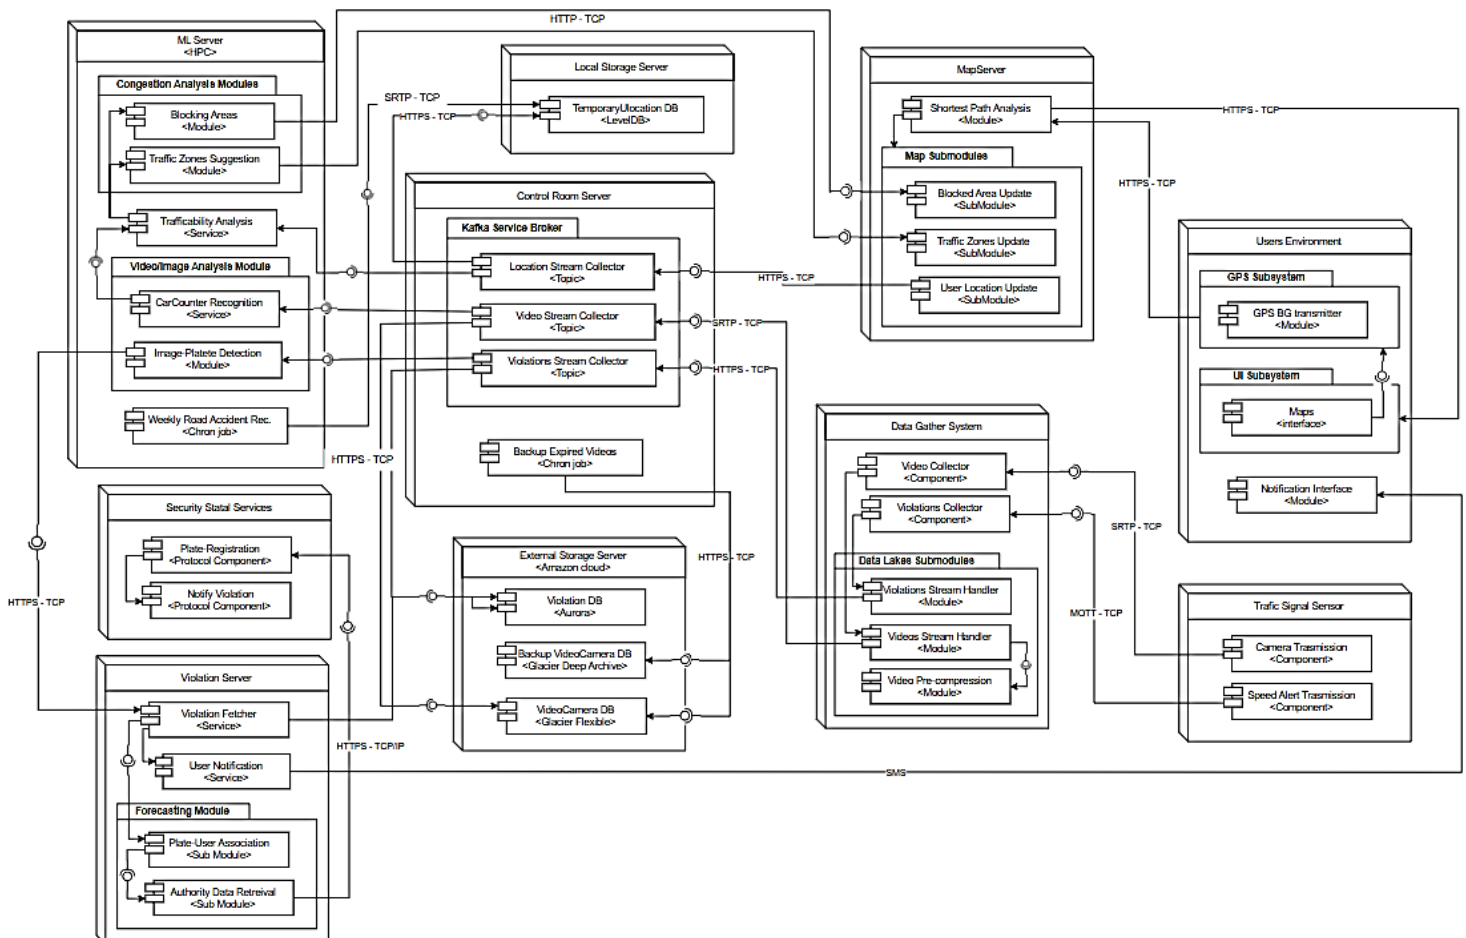 HTTP - TCP
ML Server
<HPC>
Congestion Analysis Modules
Blocking Areas
<Module>
Traffic Zones Suggestion
<Module>
Trafficability Analysis
<Service>
Video/Image Analysis Module
CarCounter Recognition
<Service>
Image-Platete Detection
<Module>
Weekly Road Accident Rec.
<Chron job>
SRTP - TCP
HTTPS - TCP
Local Storage Server
TemporaryUlocation DB
<LevelDB>
Control Room Server
Kafka Service Broker
Location Stream Collector
<Topic>
Video Stream Collector
<Topic>
Violations Stream Collector
<Topic>
Backup Expired Videos
<Chron job>
HTTPS - TCP
HTTPS - TCP
SRTP - TCP
HTTPS - TCP
MapServer
Shortest Path Analysis
<Module>
Map Submodules
Blocked Area Update
<SubModule>
Traffic Zones Update
<SubModule>
User Location Update
<SubModule>
HTTPS - TCP
HTTPS - TCP
Users Environment
GPS Subsystem
GPS BG transmitter
<Module>
UI Subsystem
Maps
<interface>
Notification Interface
<Module>
Security Statal Services
Plate-Registration
<Protocol Component>
Notify Violation
<Protocol Component>
HTTPS - TCP
External Storage Server
<Amazon cloud>
Violation DB
<Aurora>
Backup VideoCamera DB
<Glacier Deep Archive>
VideoCamera DB
<Glacier Flexible>
HTTPS - TCP
Data Gather System
Video Collector
<Component>
Violations Collector
<Component>
Data Lakes Submodules
Violations Stream Handler
<Module>
Videos Stream Handler
<Module>
Video Pre-compression
<Module>
SRTP - TCP
MQTT - TCP
Trafic Signal Sensor
Camera Trasmission
<Component>
Speed Alert Trasmission
<Component>
Violation Server
Violation Fetcher
<Service>
User Notification
<Service>
Forecasting Module
Plate-User Association
<Sub Module>
Authority Data Retreival
<Sub Module>
HTTPS - TCP/IP
SMS